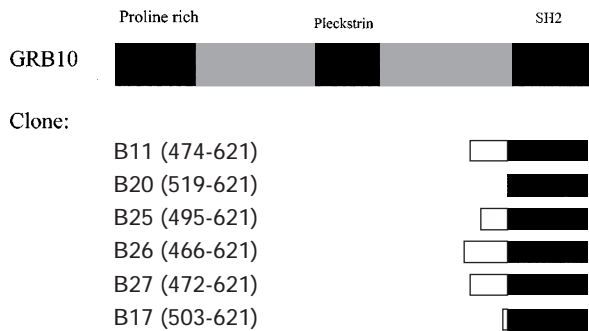 Proline rich
Pleckstrin
SH2
GRB10
Clone:
B11 (474-621)
B20 (519-621)
B25 (495-621)
B26 (466-621)
B27 (472-621)
B17 (503-621)